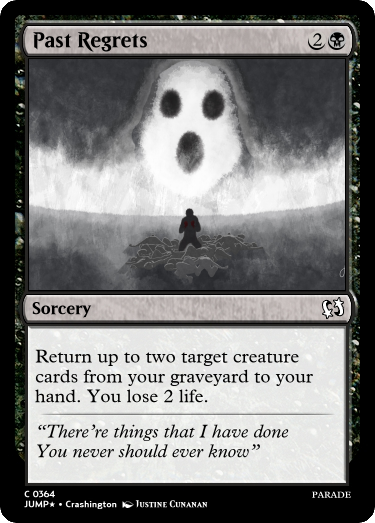 Past Regrets 2
Sorcery
Return up to two target creature
cards from your graveyard to your
hand. You lose 2 life.
“There’re things that I have done
You never should ever know”
C 0364 PARADE
JUMP★ • Crashington Justine Cunanan